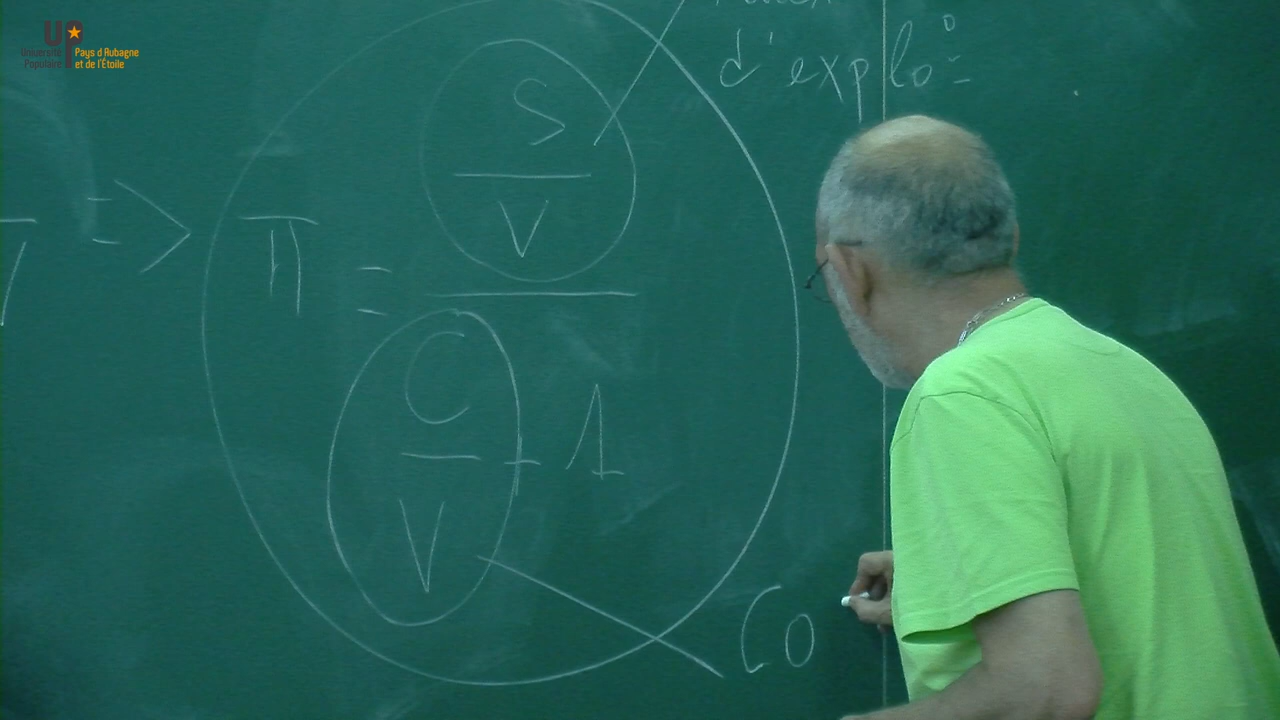 UP
Université
Populaire
Pays d'Aubagne
et de l'Étoile
d'explo°
=> π = S
V
C
V
+ 1
Co